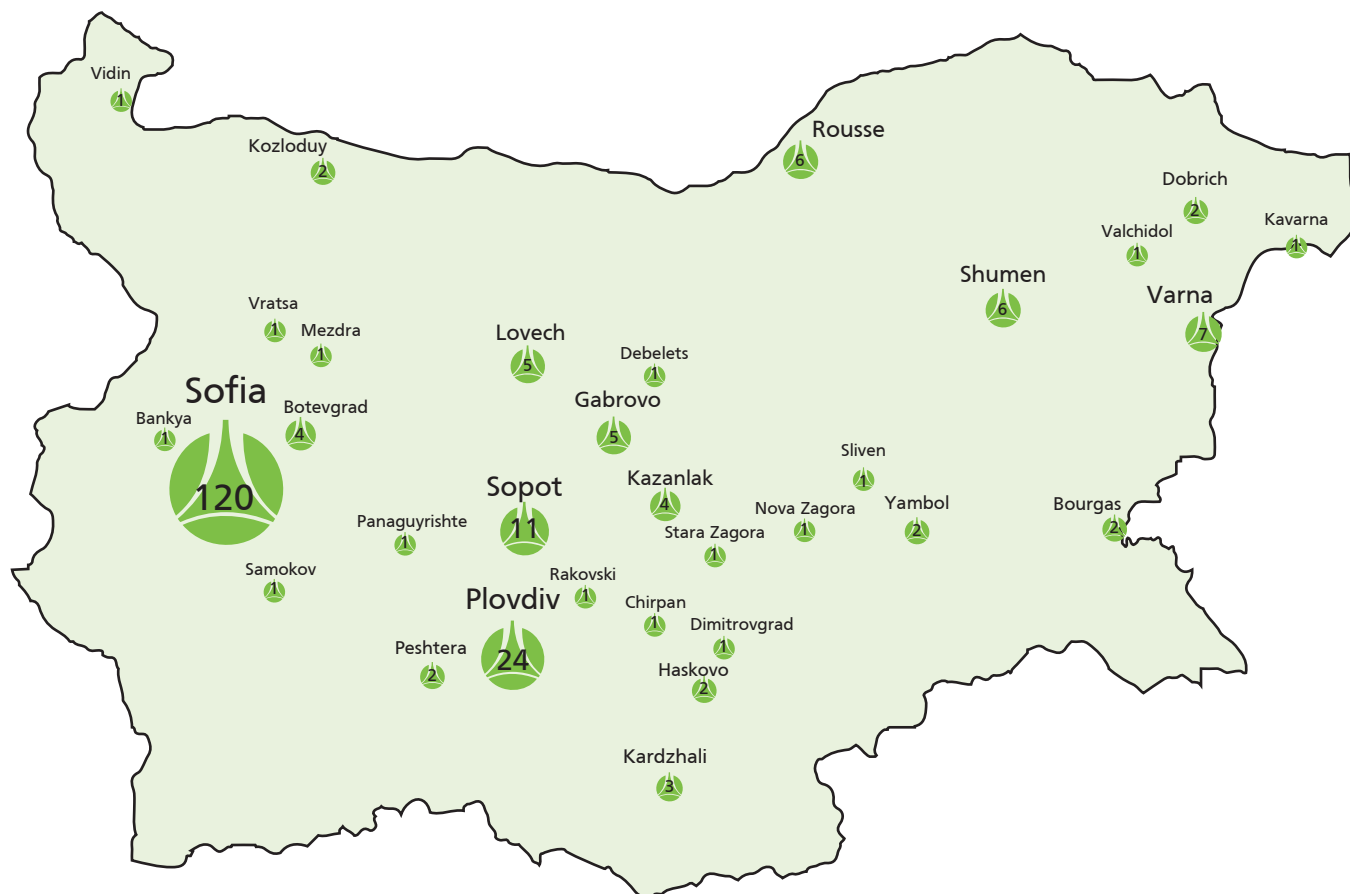 Vidin
1
Kozloduy
2
Rousse
6
Dobrich
2
Kavarna
1
Valchidol
1
Shumen
6
Varna
7
Vratsa
1
Mezdra
1
Lovech
5
Debelets
1
Sofia
120
Bankya
1
Botevgrad
4
Gabrovo
5
Sliven
1
Kazanlak
4
Sopot
11
Nova Zagora
1
Yambol
2
Bourgas
2
Panaguyrishte
1
Stara Zagora
1
Samokov
1
Rakovski
1
Plovdiv
24
Chirpan
1
Dimitrovgrad
1
Peshtera
2
Haskovo
2
Kardzhali
3